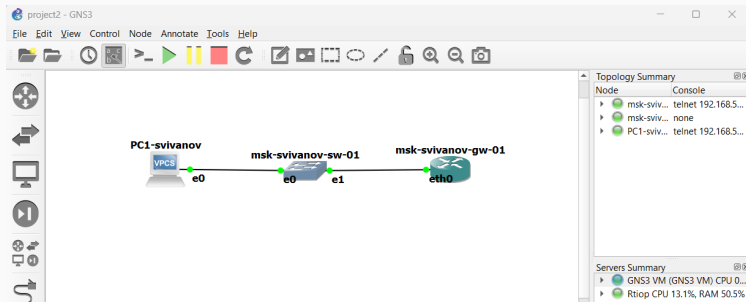 project2 - GNS3
File Edit View Control Node Annotate Tools Help
Topology Summary
Node Console
msk-sviv... telnet 192.168.5...
msk-sviv... none
PC1-sviv... telnet 192.168.5...
PC1-svivanov
msk-svivanov-sw-01
msk-svivanov-gw-01
VPCS
e0
e0
e1
eth0
Servers Summary
GNS3 VM (GNS3 VM) CPU 0...
Rtiop CPU 13.1%, RAM 50.5%